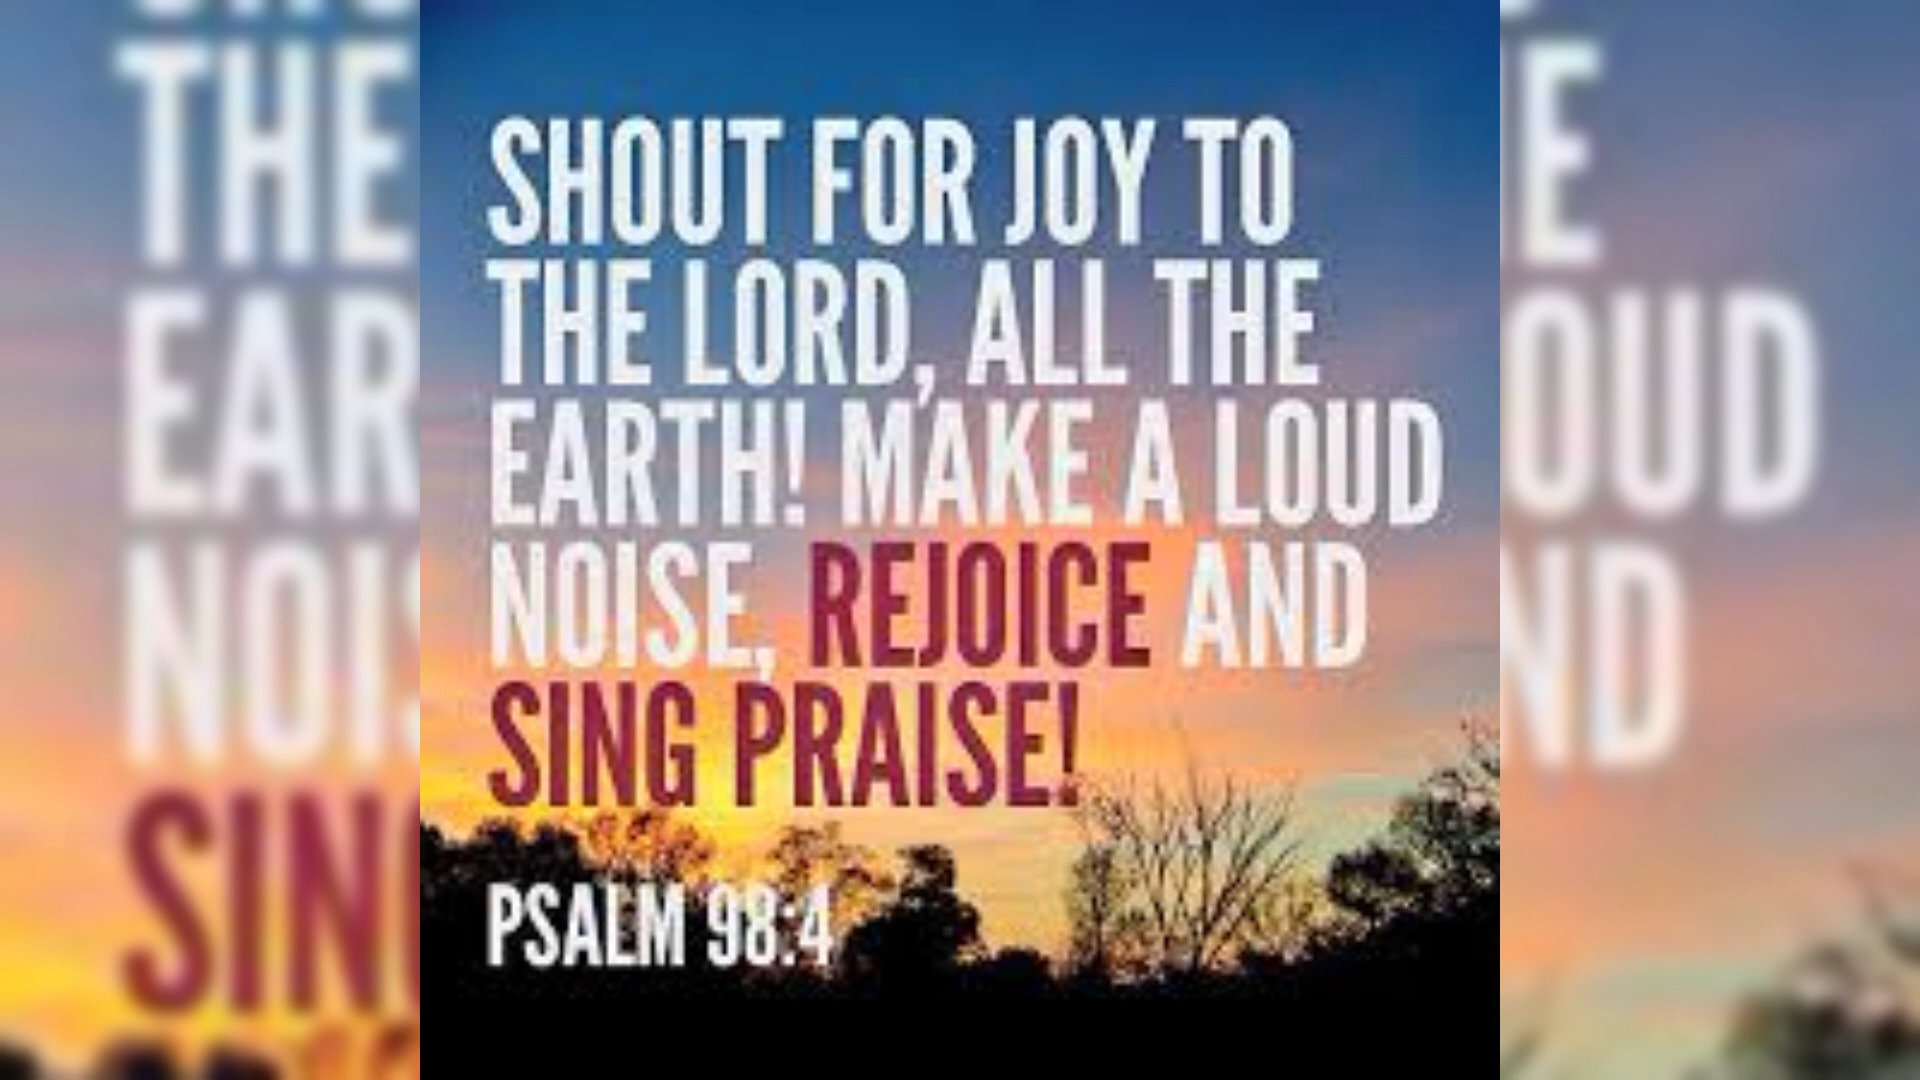 SHOUT FOR JOY TO
THE LORD, ALL THE
EARTH! MAKE A LOUD
NOISE, REJOICE AND
SING PRAISE!
PSALM 98:4